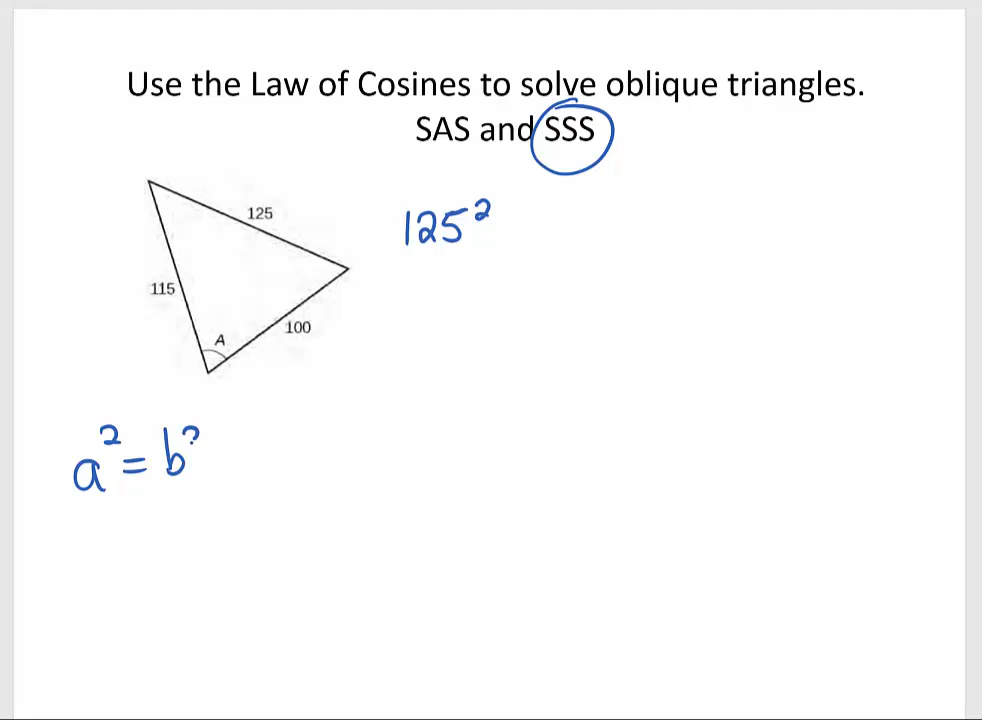 Use the Law of Cosines to solve oblique triangles.
SAS and SSS
125
125²
115
100
A
a² = b²